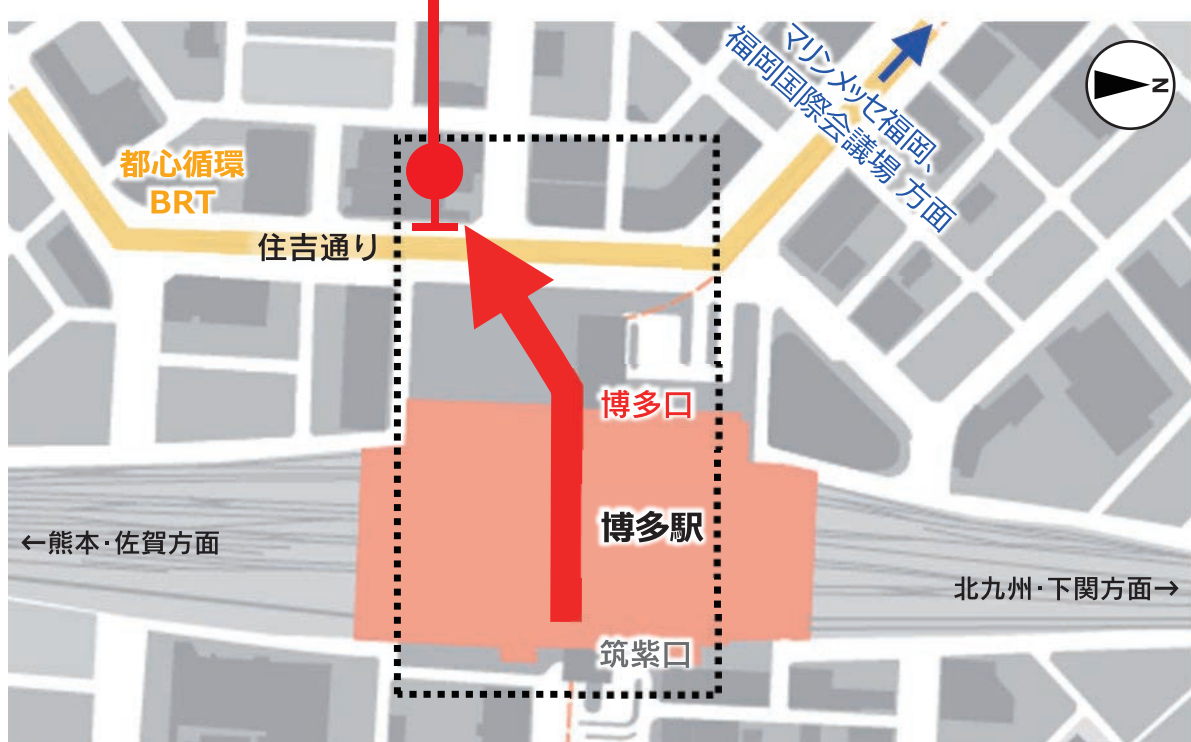 マリンメッセ福岡、
福岡国際会議場 方面
N
都心循環
BRT
住吉通り
博多口
博多駅
←熊本・佐賀方面
北九州・下関方面→
筑紫口